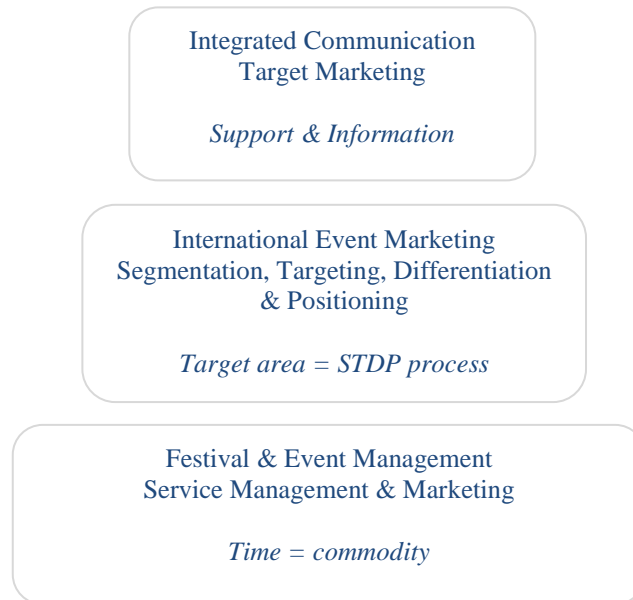 Integrated Communication
Target Marketing
Support & Information
International Event Marketing
Segmentation, Targeting, Differentiation
& Positioning
Target area = STDP process
Festival & Event Management
Service Management & Marketing
Time = commodity